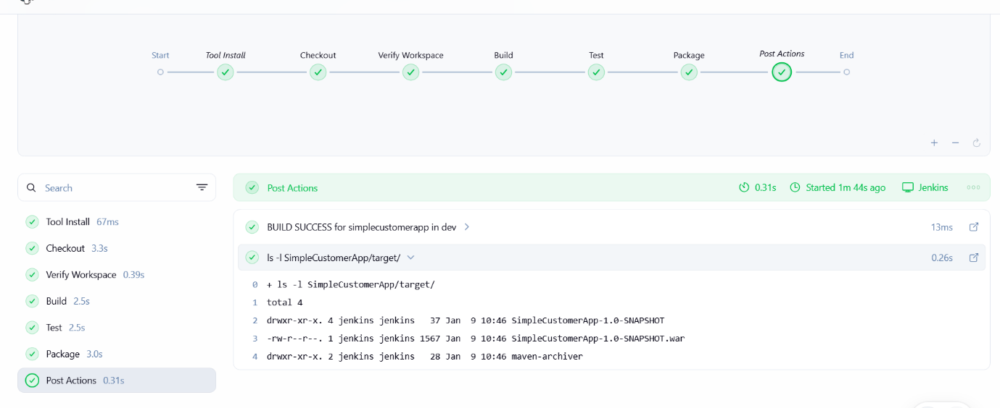 Start Tool Install Checkout Verify Workspace Build Test Package Post Actions End
Search
Tool Install 67ms
Checkout 3.3s
Verify Workspace 0.39s
Build 2.5s
Test 2.5s
Package 3.0s
Post Actions 0.31s
Post Actions 0.31s Started 1m 44s ago Jenkins
BUILD SUCCESS for simplecustomerapp in dev 13ms
ls -l SimpleCustomerApp/target/ 0.26s
0 + ls -l SimpleCustomerApp/target/
1 total 4
2 drwxr-xr-x. 4 jenkins jenkins   37 Jan  9 10:46 SimpleCustomerApp-1.0-SNAPSHOT
3 -rw-r--r--. 1 jenkins jenkins 1567 Jan  9 10:46 SimpleCustomerApp-1.0-SNAPSHOT.war
4 drwxr-xr-x. 2 jenkins jenkins   28 Jan  9 10:46 maven-archiver